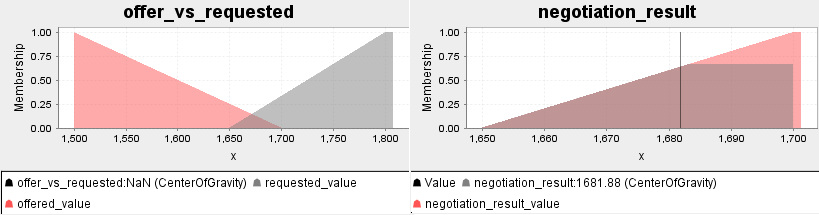 offer_vs_requested
1.00
0.75
0.50
0.25
0.00
Membership
1,500 1,550 1,600 1,650 1,700 1,750 1,800
x
offer_vs_requested:NaN (CenterOfGravity) requested_value
offered_value
negotiation_result
1.00
0.75
0.50
0.25
0.00
Membership
1,650 1,660 1,670 1,680 1,690 1,700
x
Value negotiation_result:1681.88 (CenterOfGravity)
negotiation_result_value